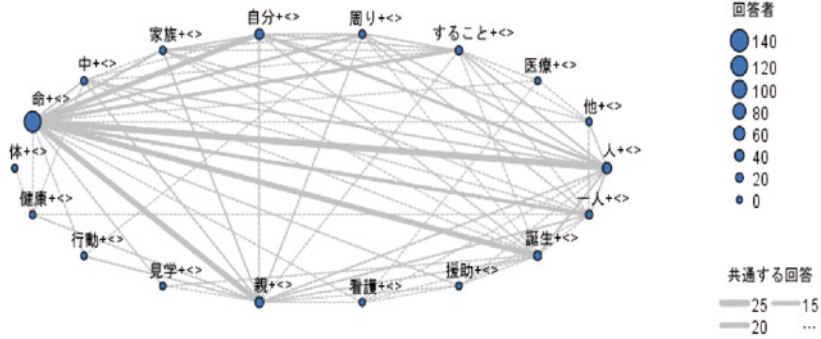 自分+<>
周り+<>
家族+<>
すること+<>
中+<>
医療+<>
命+<>
他+<>
体+<>
人+<>
健康+<>
一人+<>
行動+<>
誕生+<>
見学+<>
援助+<>
親+<>
看護+<>
回答者
140
120
100
80
60
40
20
0
共通する回答
25 15
20 ...